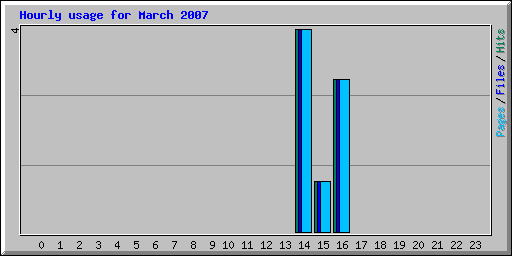 Hourly usage for March 2007
4
Pages/Files/Hits
0 1 2 3 4 5 6 7 8 9 10 11 12 13 14 15 16 17 18 19 20 21 22 23